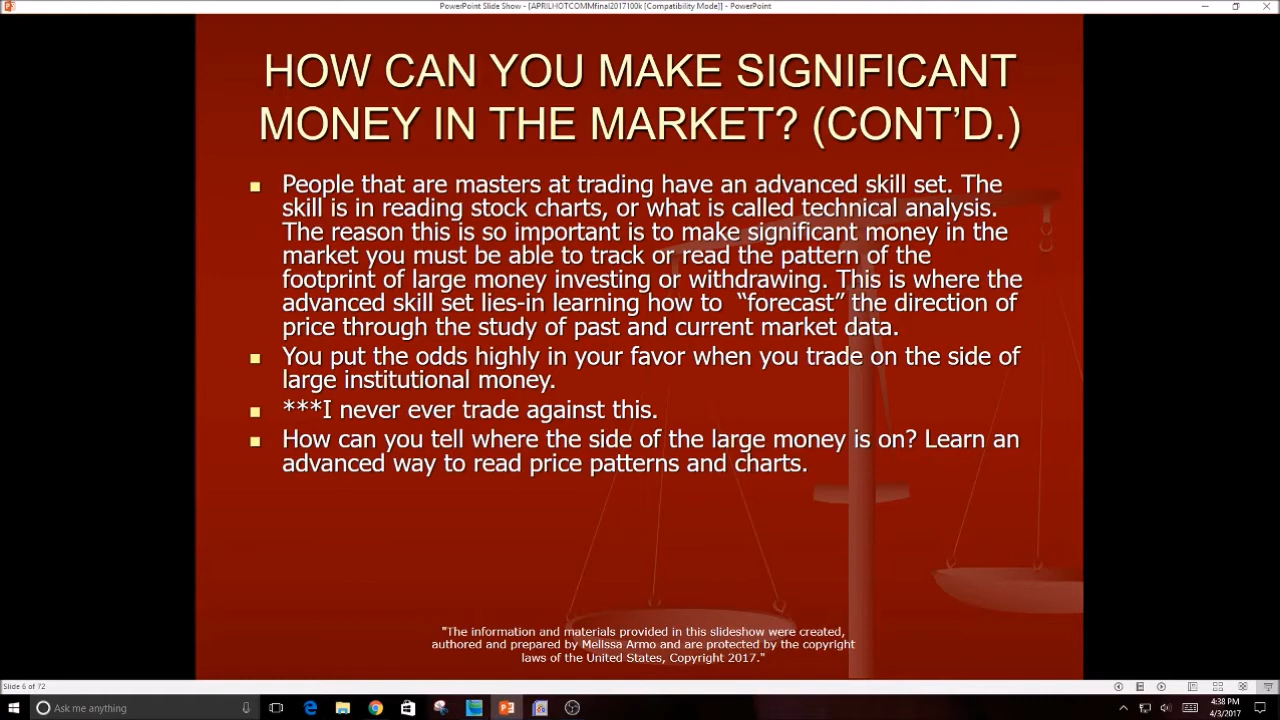 PowerPoint Slide Show - [APRILHOTCOMMfinal2017100k [Compatibility Mode]] - PowerPoint
HOW CAN YOU MAKE SIGNIFICANT
MONEY IN THE MARKET? (CONT'D.)
People that are masters at trading have an advanced skill set. The
skill is in reading stock charts, or what is called technical analysis.
The reason this is so important is to make significant money in the
market you must be able to track or read the pattern of the
footprint of large money investing or withdrawing. This is where the
advanced skill set lies-in learning how to “forecast” the direction of
price through the study of past and current market data.
You put the odds highly in your favor when you trade on the side of
large institutional money.
***I never ever trade against this.
How can you tell where the side of the large money is on? Learn an
advanced way to read price patterns and charts.
"The information and materials provided in this slideshow were created,
authored and prepared by Melissa Armo and are protected by the copyright
laws of the United States, Copyright 2017."
Slide 6 of 72
Ask me anything
4:38 PM
4/3/2017